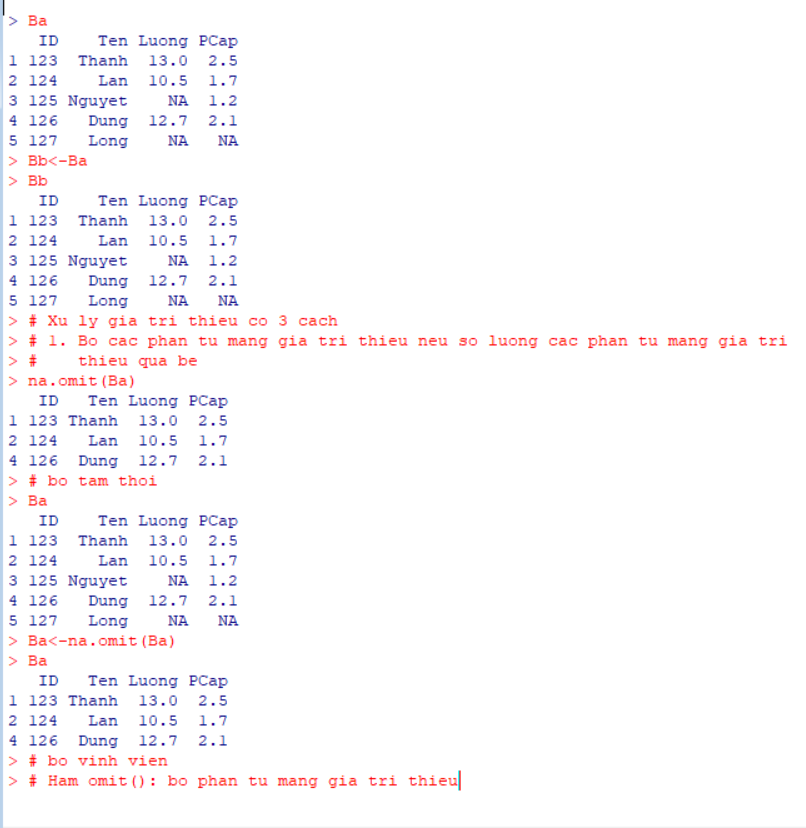 > Ba
   ID     Ten Luong PCap
1 123   Thanh  13.0  2.5
2 124     Lan  10.5  1.7
3 125 Nguyet    NA  1.2
4 126    Dung  12.7  2.1
5 127    Long    NA   NA
> Bb<-Ba
> Bb
   ID     Ten Luong PCap
1 123   Thanh  13.0  2.5
2 124     Lan  10.5  1.7
3 125 Nguyet    NA  1.2
4 126    Dung  12.7  2.1
5 127    Long    NA   NA
> # Xu ly gia tri thieu co 3 cach
> # 1. Bo cac phan tu mang gia tri thieu neu so luong cac phan tu mang gia tri
> #    thieu qua be
> na.omit(Ba)
   ID   Ten Luong PCap
1 123 Thanh  13.0  2.5
2 124   Lan  10.5  1.7
4 126  Dung  12.7  2.1
> # bo tam thoi
> Ba
   ID     Ten Luong PCap
1 123   Thanh  13.0  2.5
2 124     Lan  10.5  1.7
3 125 Nguyet    NA  1.2
4 126    Dung  12.7  2.1
5 127    Long    NA   NA
> Ba<-na.omit(Ba)
> Ba
   ID   Ten Luong PCap
1 123 Thanh  13.0  2.5
2 124   Lan  10.5  1.7
4 126  Dung  12.7  2.1
> # bo vinh vien
> # Ham omit(): bo phan tu mang gia tri thieu